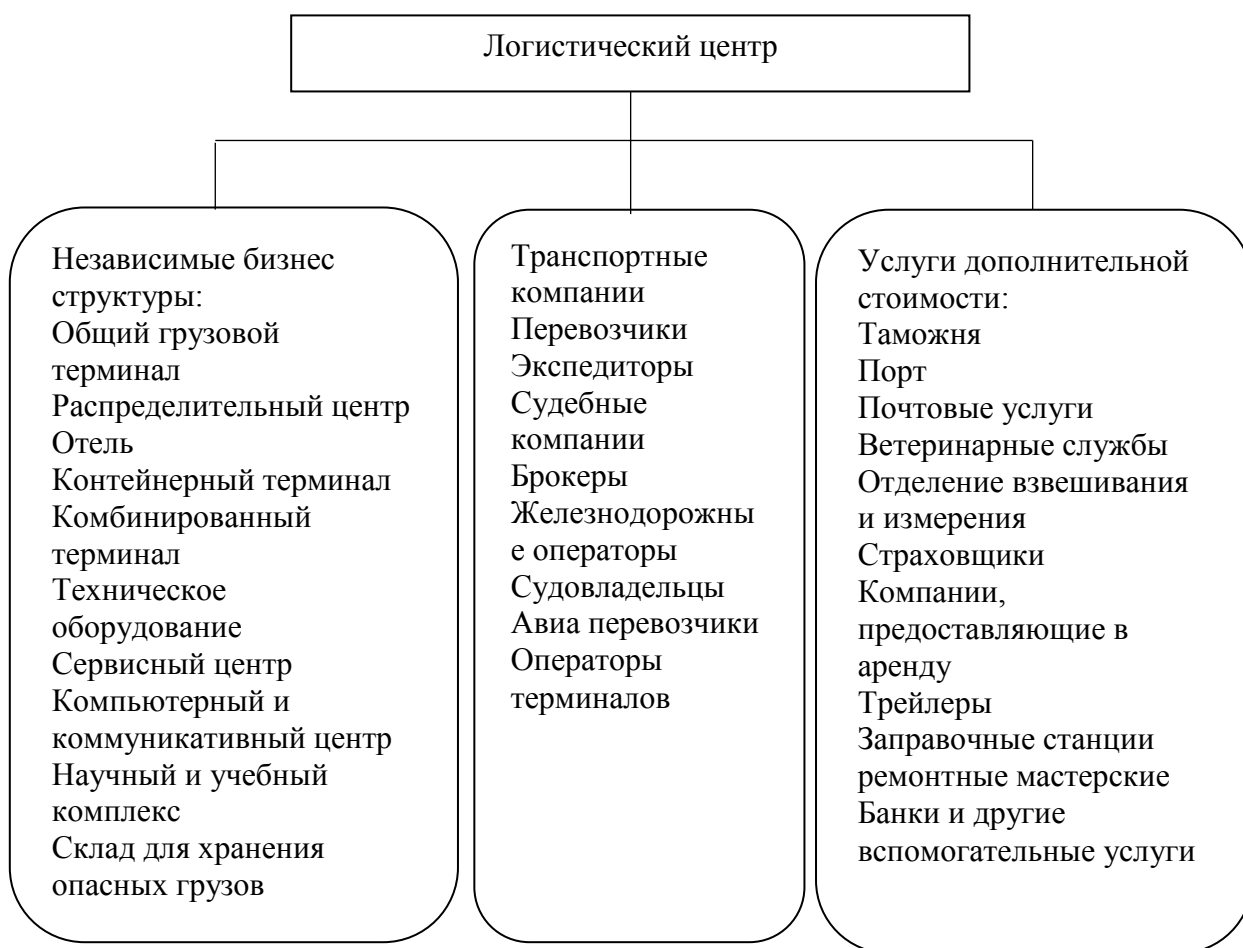 Логистический центр
Независимые бизнес
структуры:
Общий грузовой
терминал
Распределительный центр
Отель
Контейнерный терминал
Комбинированный
терминал
Техническое
оборудование
Сервисный центр
Компьютерный и
коммуникативный центр
Научный и учебный
комплекс
Склад для хранения
опасных грузов
Транспортные
компании
Перевозчики
Экспедиторы
Судебные
компании
Брокеры
Железнодорожны
е операторы
Судовладельцы
Авиа перевозчики
Операторы
терминалов
Услуги дополнительной
стоимости:
Таможня
Порт
Почтовые услуги
Ветеринарные службы
Отделение взвешивания
и измерения
Страховщики
Компании,
предоставляющие в
аренду
Трейлеры
Заправочные станции
ремонтные мастерские
Банки и другие
вспомогательные услуги